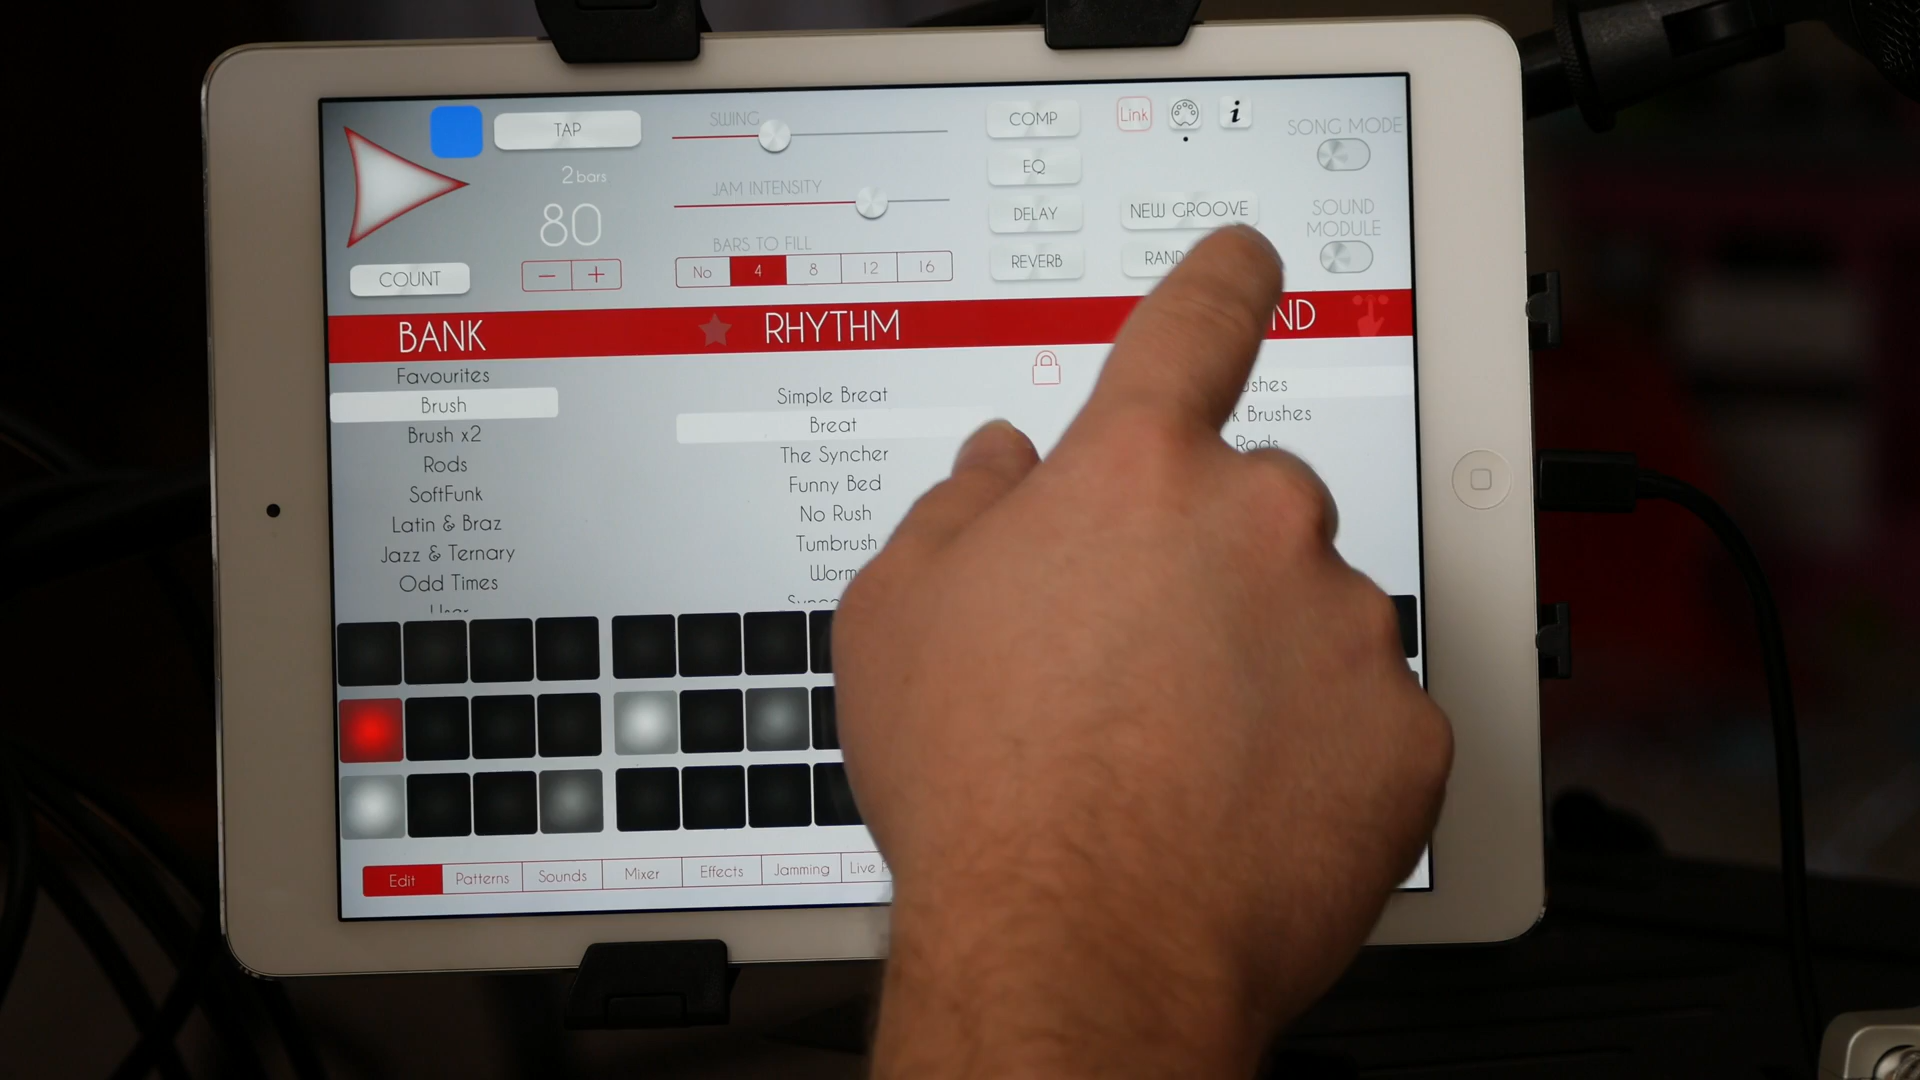 TAP
2 bars
80
COUNT
SWING
JAM INTENSITY
BARS TO FILL
No 4 8 12 16
COMP
EQ
DELAY
REVERB
Link
i
NEW GROOVE
SONG MODE
SOUND
MODULE
BANK
RHYTHM
Favourites
Brush
Brush x2
Rods
SoftFunk
Latin & Braz
Jazz & Ternary
Odd Times
User
Simple Breat
Breat
The Syncher
Funny Bed
No Rush
Tumbrush
Brushes
Rods
Edit Patterns Sounds Mixer Effects Jamming Live